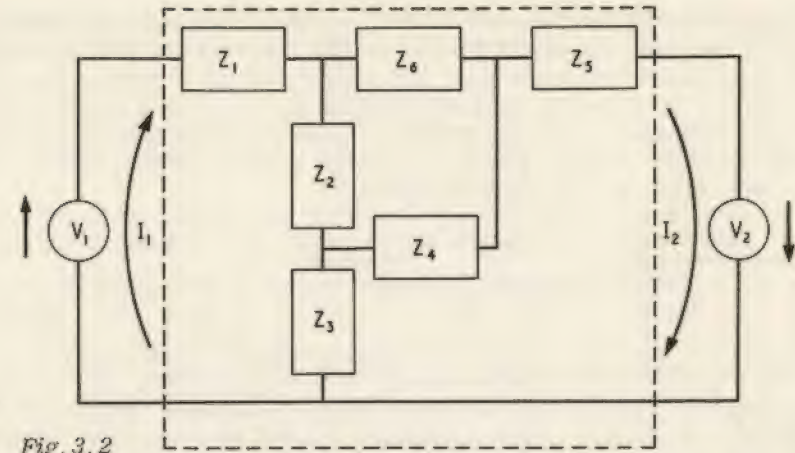 Z₁
Z₆
Z₅
Z₂
V₁
I₁
Z₄
I₂
V₂
Z₃
Fig. 3.2